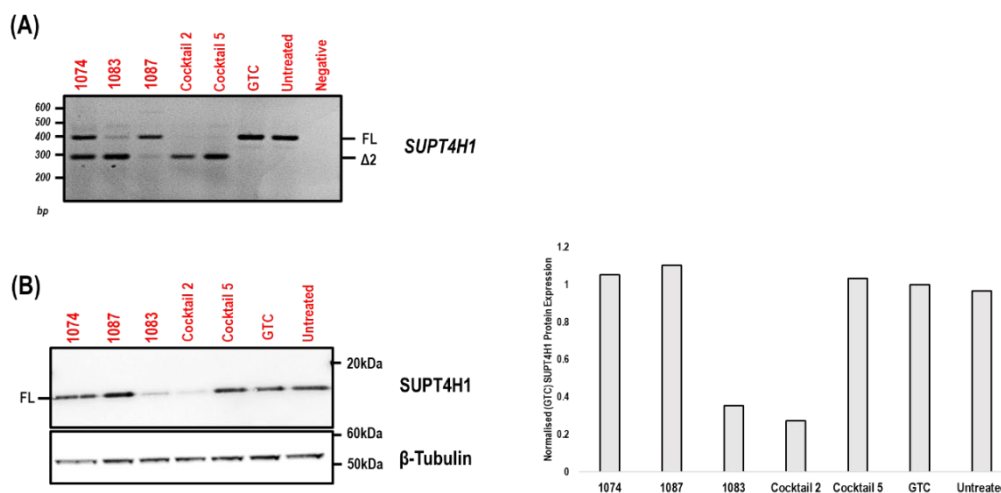 (A)
1074
1083
1087
Cocktail 2
Cocktail 5
GTC
Untreated
Negative
600
500
400
300
200
bp
FL
Δ2
SUPT4H1
(B)
1074
1087
1083
Cocktail 2
Cocktail 5
GTC
Untreated
20kDa
FL
SUPT4H1
60kDa
50kDa
β-Tubulin
Normalised (GTC) SUPT4H1 Protein Expression
1.2
1
0.8
0.6
0.4
0.2
0
1074 1087 1083 Cocktail 2 Cocktail 5 GTC Untreate